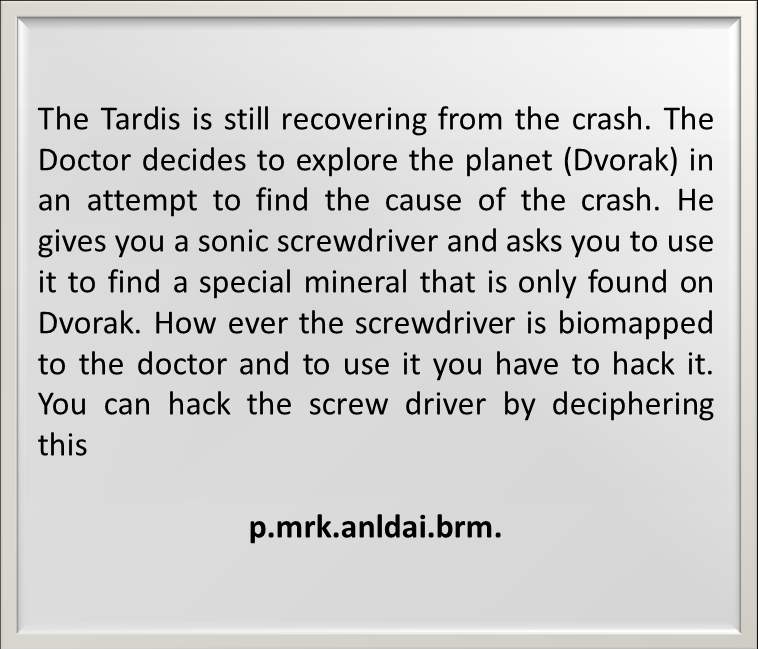 The Tardis is still recovering from the crash. The
Doctor decides to explore the planet (Dvorak) in
an attempt to find the cause of the crash. He
gives you a sonic screwdriver and asks you to use
it to find a special mineral that is only found on
Dvorak. How ever the screwdriver is biomapped
to the doctor and to use it you have to hack it.
You can hack the screw driver by deciphering
this
p.mrk.anldai.brm.